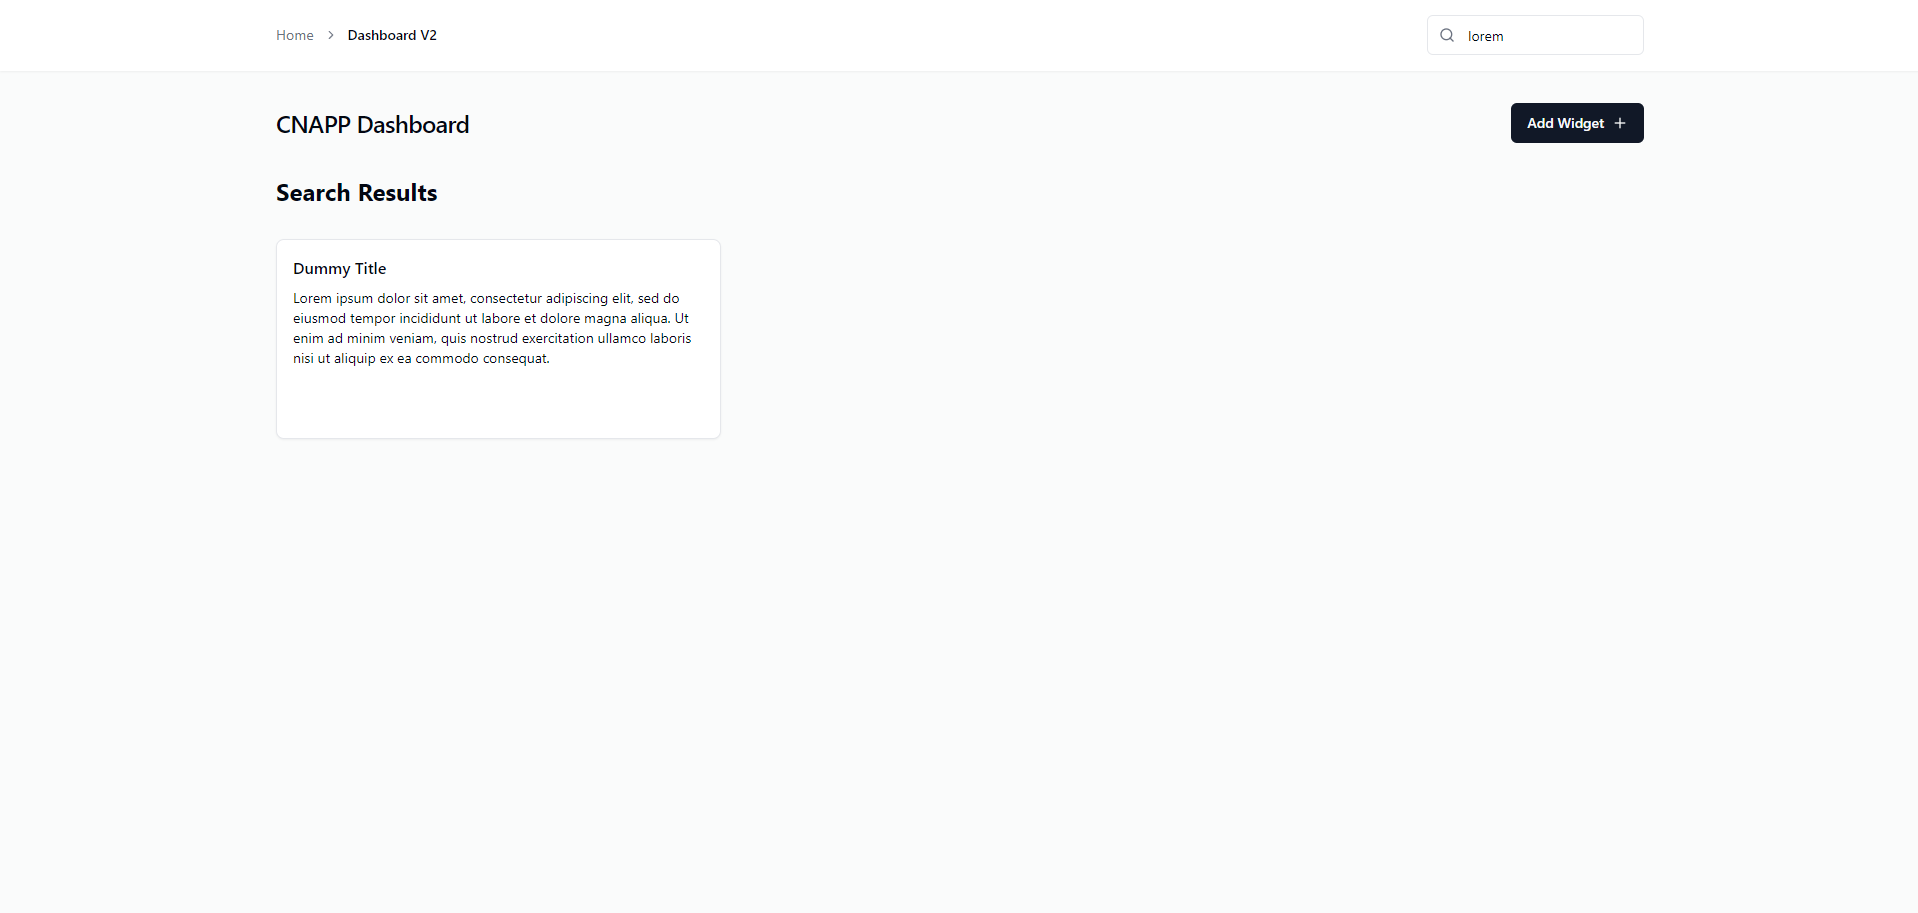 Home > Dashboard V2
lorem
CNAPP Dashboard
Add Widget +
Search Results
Dummy Title
Lorem ipsum dolor sit amet, consectetur adipiscing elit, sed do
eiusmod tempor incididunt ut labore et dolore magna aliqua. Ut
enim ad minim veniam, quis nostrud exercitation ullamco laboris
nisi ut aliquip ex ea commodo consequat.